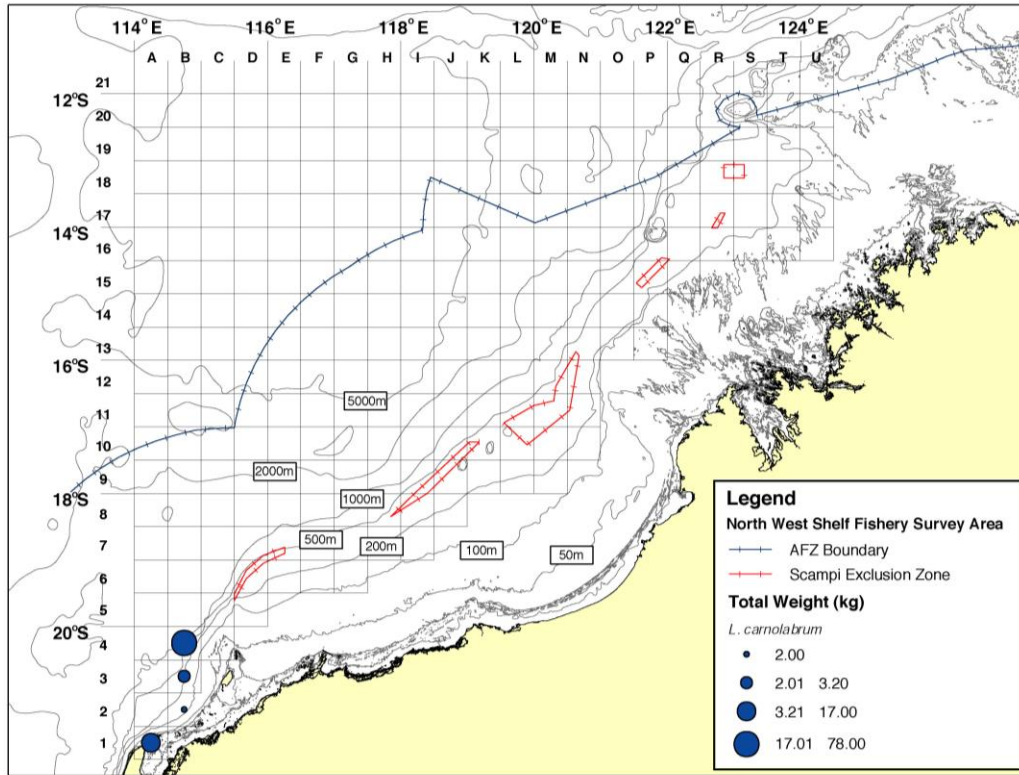 114°E 116°E 118°E 120°E 122°E 124°E
A B C D E F G H I J K L M N O P Q R S T U
21
12°S
20
19
18
17
14°S
16
15
14
13
16°S
12
11
10
9
18°S
8
7
6
5
20°S
4
3
2
1
5000m
2000m
1000m
500m
200m
100m
50m
Legend
North West Shelf Fishery Survey Area
AFZ Boundary
Scampi Exclusion Zone
Total Weight (kg)
L. carnolabrum
2.00
2.01 3.20
3.21 17.00
17.01 78.00